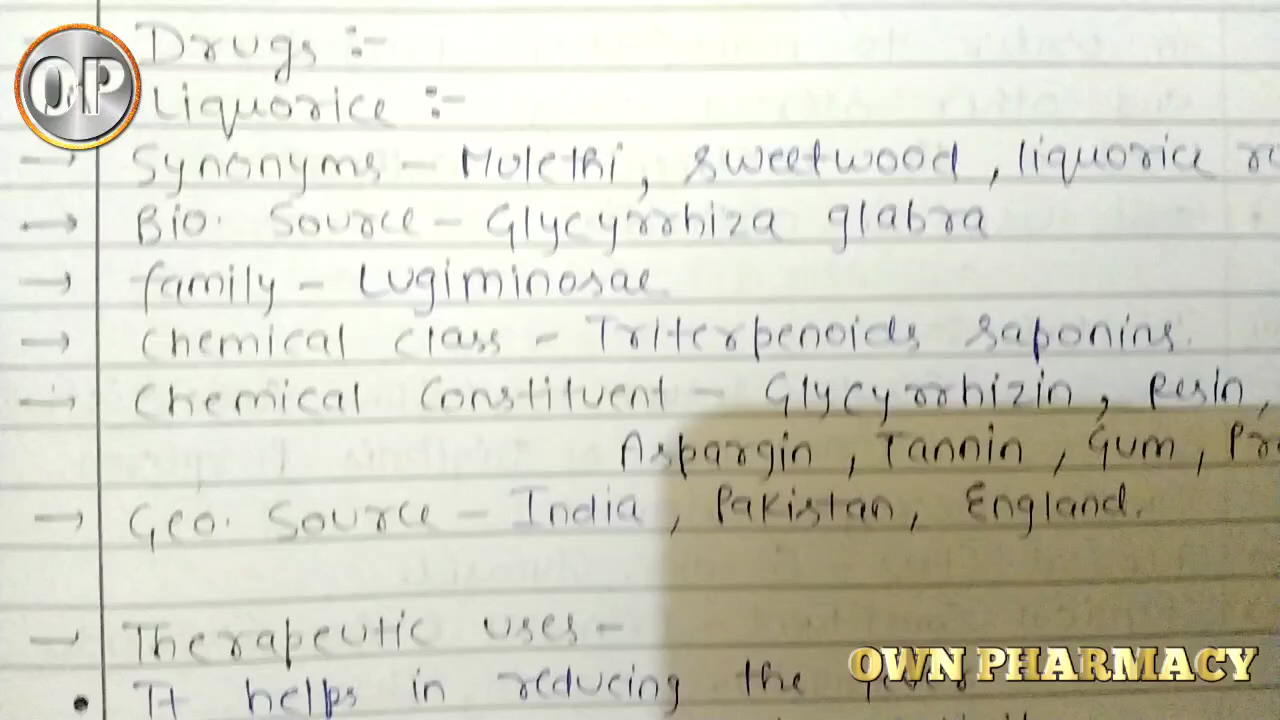 OP
Drugs :-
Liquorice :-
→ Synonyms - Mulethi, sweetwood, liquorice
→ Bio. Source - Glycyrrhiza glabra
→ family - Lugiminosae
→ Chemical class - Triterpenoids saponins.
→ Chemical Constituent - Glycyrrhizin, Resin,
Aspargin, Tannin, Gum,
→ Geo. Source - India, Pakistan, England.
→ Therapeutic uses -
• It helps in reducing the
OWN PHARMACY